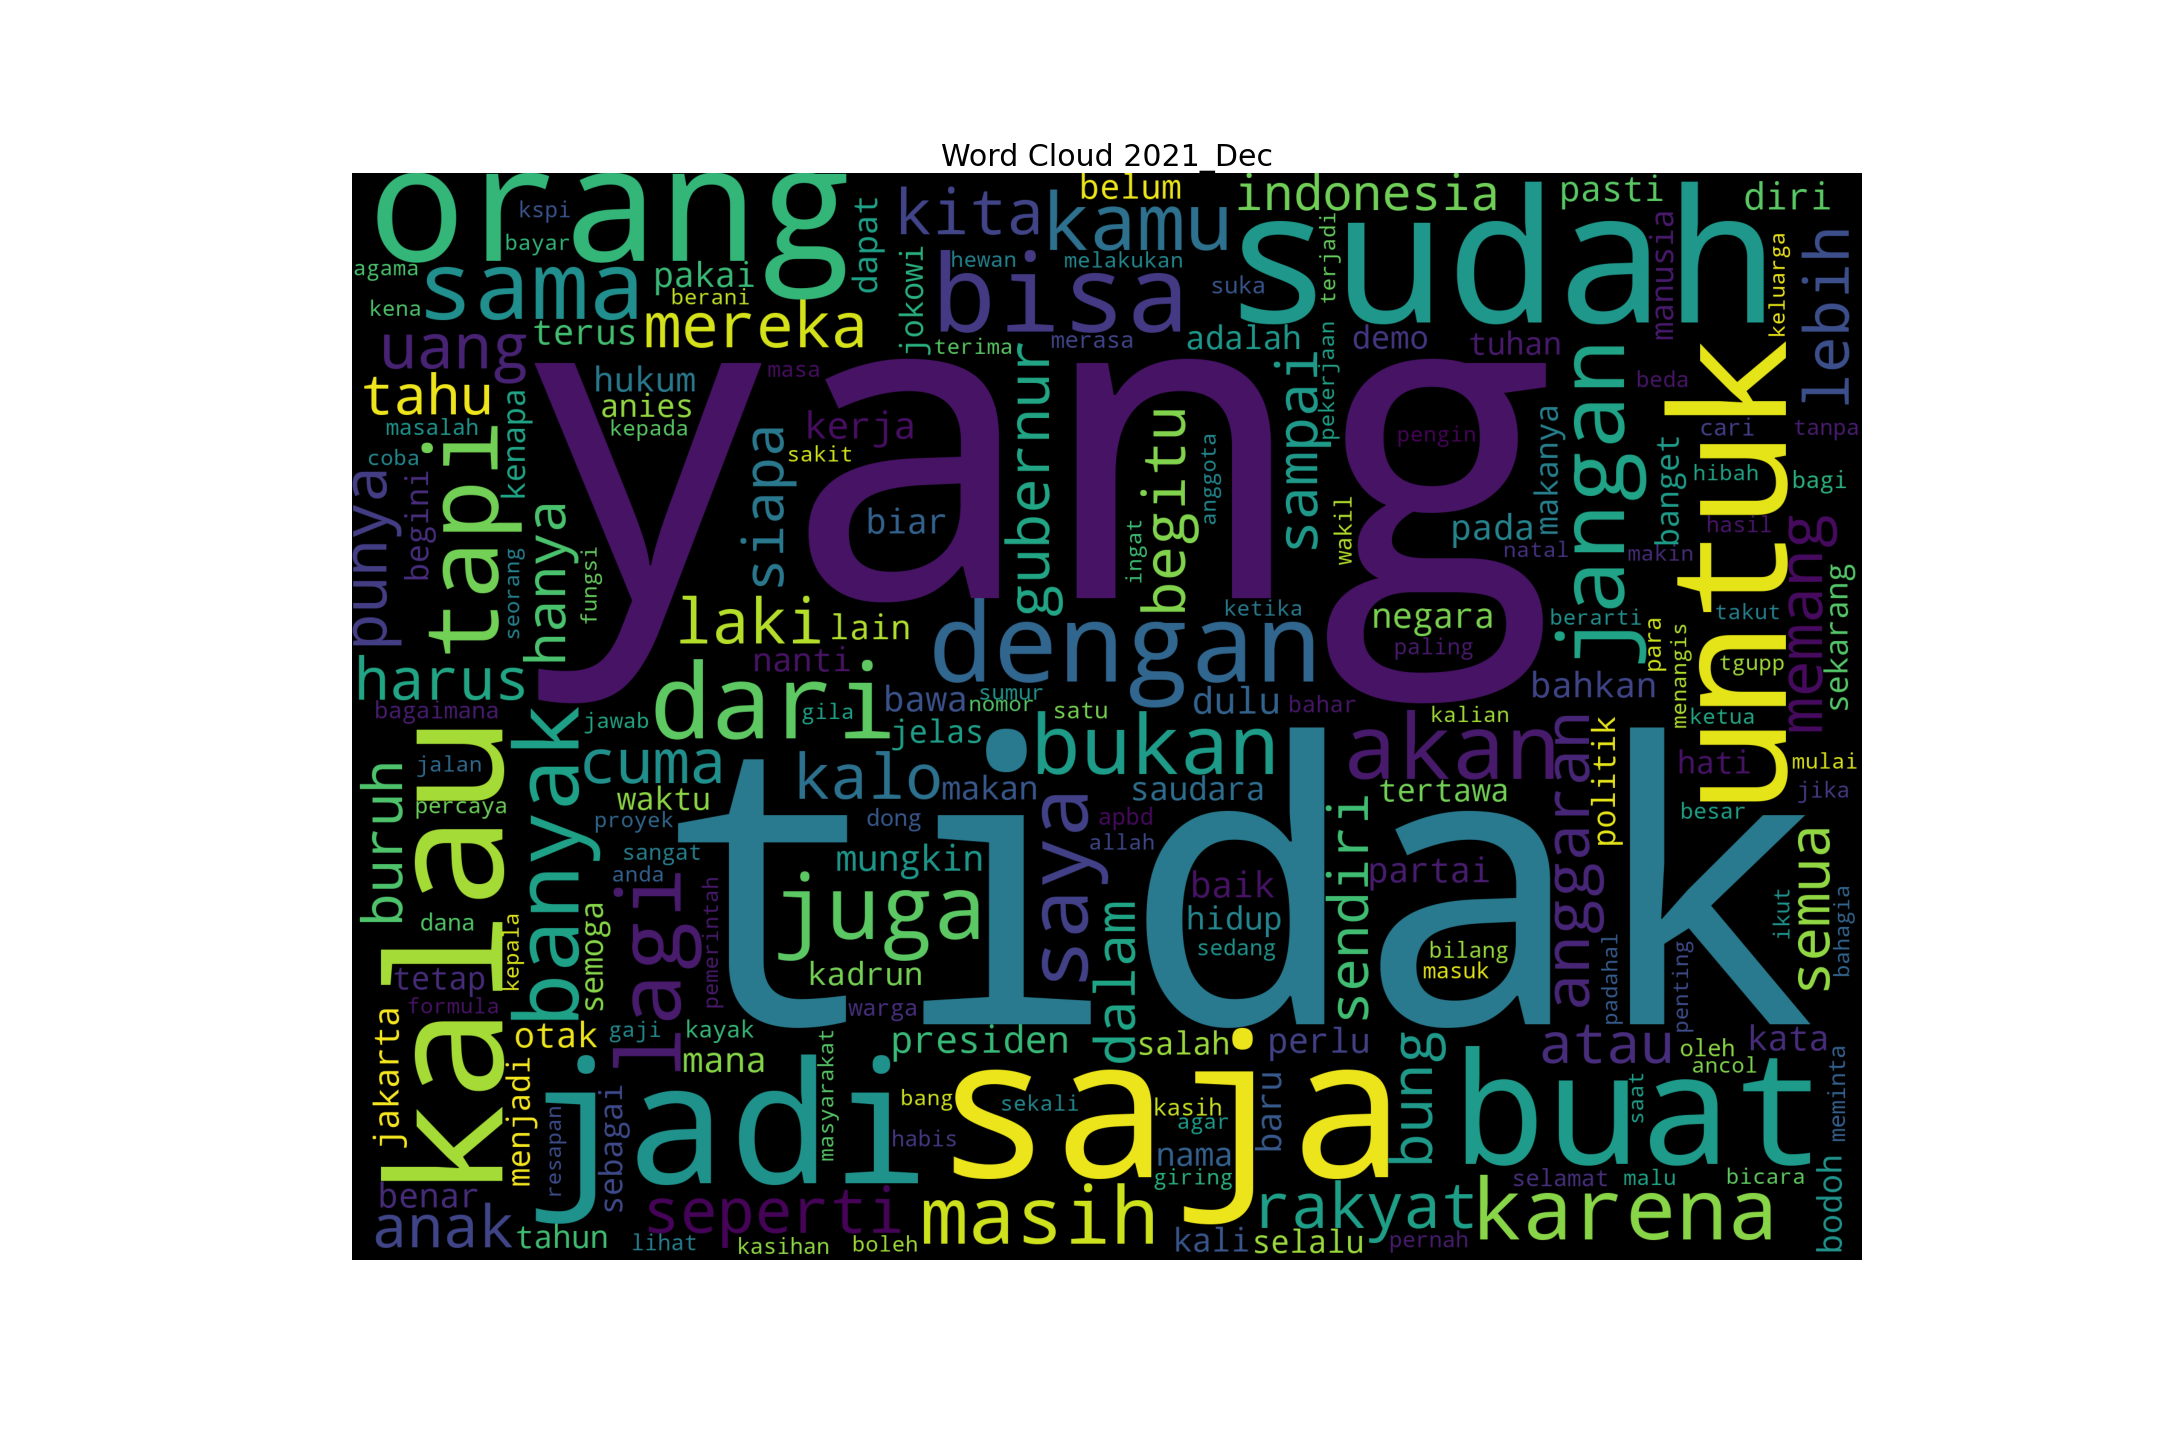 Word Cloud 2021_Dec
orang
kspi
bayar
dapat
kita
belum
kamu
indonesia
pasti
diri
sudah
agama
sama
pakai
kena
berani
terus
mereka
jokowi
hewan
melakukan
bisa
suka
terjadi
manusia
keluarga
lebih
uang
terima
merasa
adalah
demo
tuhan
yang
masa
hukum
anies
kepada
tahu
masalah
coba
kenapa
kerja
sakit
siapa
biar
gubernur
begitu
anggota
ingat
sampai
pekerjaan
wakil
pengin
jangan
beda
untuk
cari
tanpa
makanya
banget
hibah
bagi
pada
natal
makin
hasil
memang
sekarang
punya
begini
tapi
seorang
hanya
fungsi
laki
lain
nanti
dengan
ketika
negara
paling
berarti
takut
para
menangis
tgupp
harus
bagaimana
dari
bawa
sumur
nomor
gila
jawab
satu
dulu
bahar
bahkan
kalian
ketua
jelas
bukan
akan
anggaran
politik
hati
mulai
jika
besar
kalau
banyak
cuma
kalo
makan
saudara
tertawa
buruh
jalan
percaya
waktu
proyek
dong
saya
apbd
allah
tidak
sangat
anda
mungkin
sendiri
partai
semua
lagi
pemerintah
juga
baik
hidup
sedang
bilang
masuk
dalam
padahal
penting
ikut
bahagia
dana
kepala
semoga
tetap
formula
kadrun
warga
jakarta
otak
gaji
kayak
mana
masyarakat
presiden
salah
perlu
atau
kata
oleh
ancol
menjadi
resapan
sebagai
jadi
bang
habis
sekali
saja
kasih
agar
nama
giring
baru
bung
buat
saat
meminta
benar
anak
tahun
seperti
lihat
kasihan
boleh
masih
kali
selalu
rakyat
pernah
karena
selamat
malu
bicara
bodoh